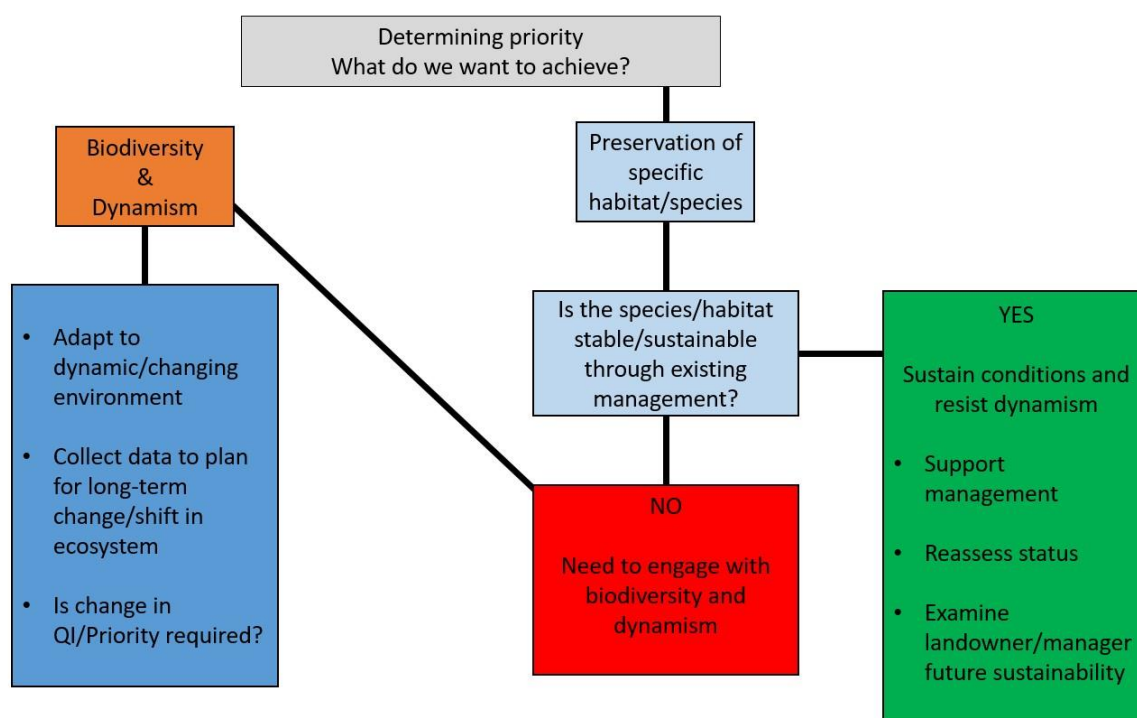 Determining priority
What do we want to achieve?
Preservation of
specific
habitat/species
Biodiversity
&
Dynamism
Is the species/habitat
stable/sustainable
through existing
management?
YES
Sustain conditions and
resist dynamism
• Support
management
• Reassess status
• Examine
landowner/manager
future sustainability
NO
Need to engage with
biodiversity and
dynamism
• Adapt to
dynamic/changing
environment
• Collect data to plan
for long-term
change/shift in
ecosystem
• Is change in
QI/Priority required?